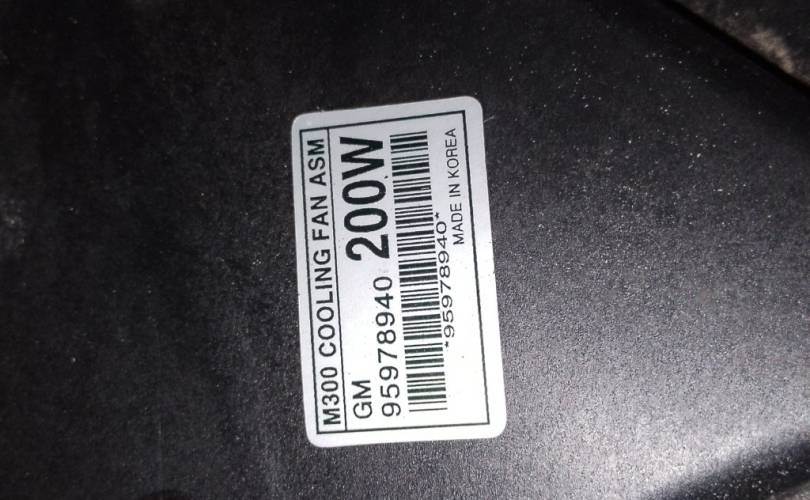 M300 COOLING FAN ASM
GM
95978940 200W
*95978940*
MADE IN KOREA